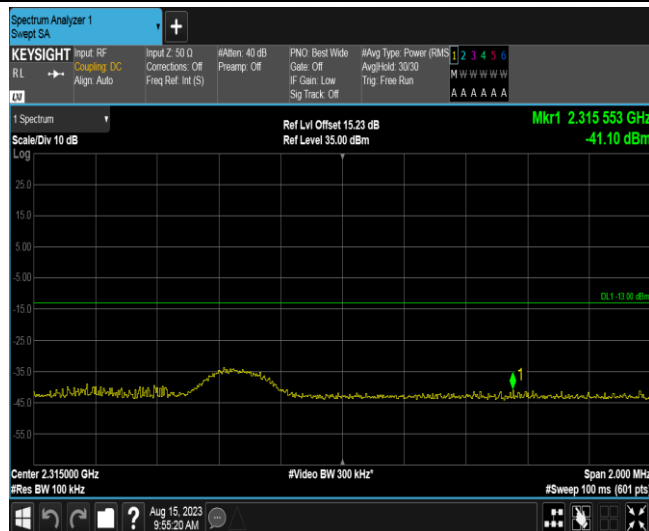 Spectrum Analyzer 1
Swept SA
+
KEYSIGHT Input: RF Input Z: 50 Ω #Atten: 40 dB PNO: Best Wide #Avg Type: Power (RMS 1 2 3 4 5 6
RL Coupling: DC Corrections: Off Preamp: Off Gate: Off Avg|Hold: 30/30 M W W W W W
Align: Auto Freq Ref: Int (S) IF Gain: Low Trig: Free Run
Sig Track: Off A A A A A A
LXI
1 Spectrum Ref Lvl Offset 15.23 dB Mkr1 2.315 553 GHz
Scale/Div 10 dB Ref Level 35.00 dBm -41.10 dBm
Log
25.0
15.0
5.00
-5.00
DL1 -13.00 dBm
-15.0
-25.0
-35.0
1
-45.0
-55.0
Center 2.315000 GHz #Video BW 300 kHz* Span 2.000 MHz
#Res BW 100 kHz #Sweep 100 ms (601 pts)
? Aug 15, 2023
9:55:20 AM